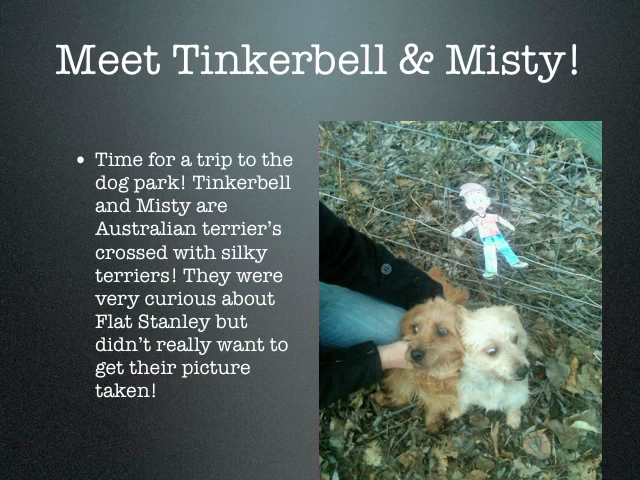 Meet Tinkerbell & Misty!
• Time for a trip to the
dog park! Tinkerbell
and Misty are
Australian terrier's
crossed with silky
terriers! They were
very curious about
Flat Stanley but
didn't really want to
get their picture
taken!